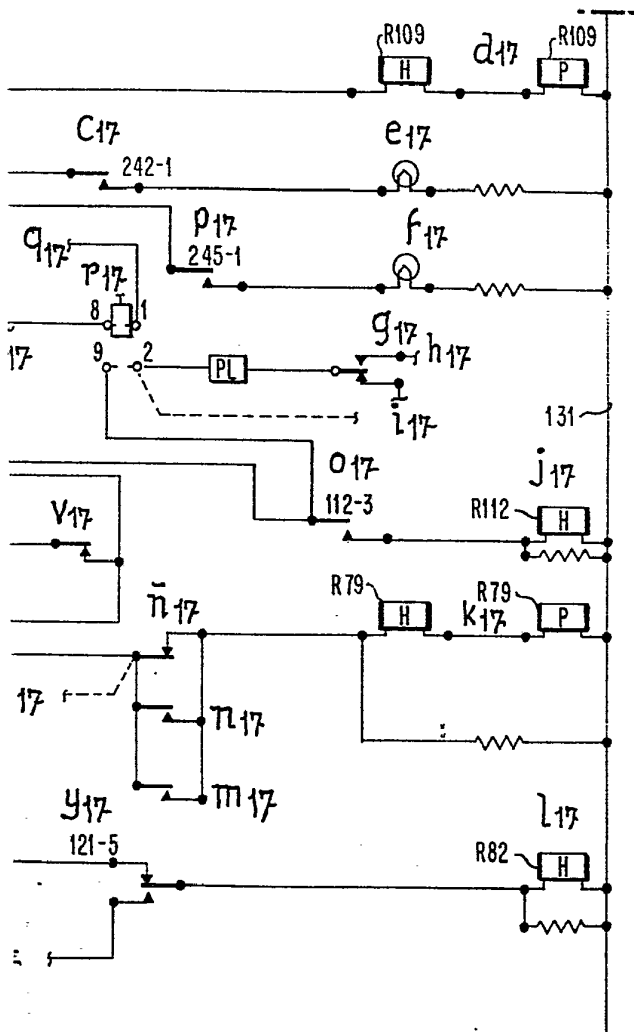 R109 d17 R109
H P
C17 242-1 e17
p17 245-1 f17
q17
r17
8 1
17
9 2 PL g17 h17
i17
131
o17 112-3 j17
R112 H
v17
n̄17 R79 H k17 R79 P
17
n17
m17
y17 121-5 l17
R82 H